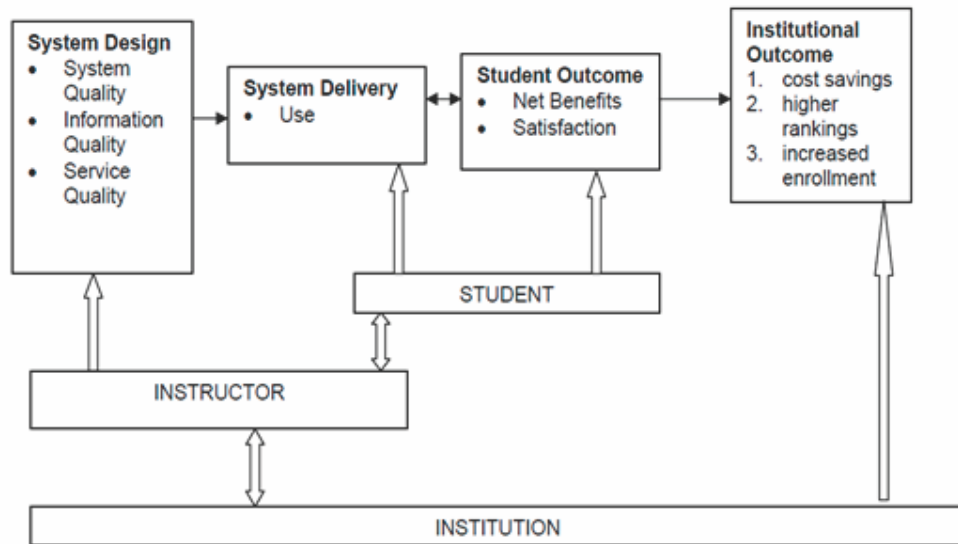 System Design
• System
Quality
• Information
Quality
• Service
Quality
System Delivery
• Use
Student Outcome
• Net Benefits
• Satisfaction
Institutional
Outcome
1. cost savings
2. higher
rankings
3. increased
enrollment
STUDENT
INSTRUCTOR
INSTITUTION